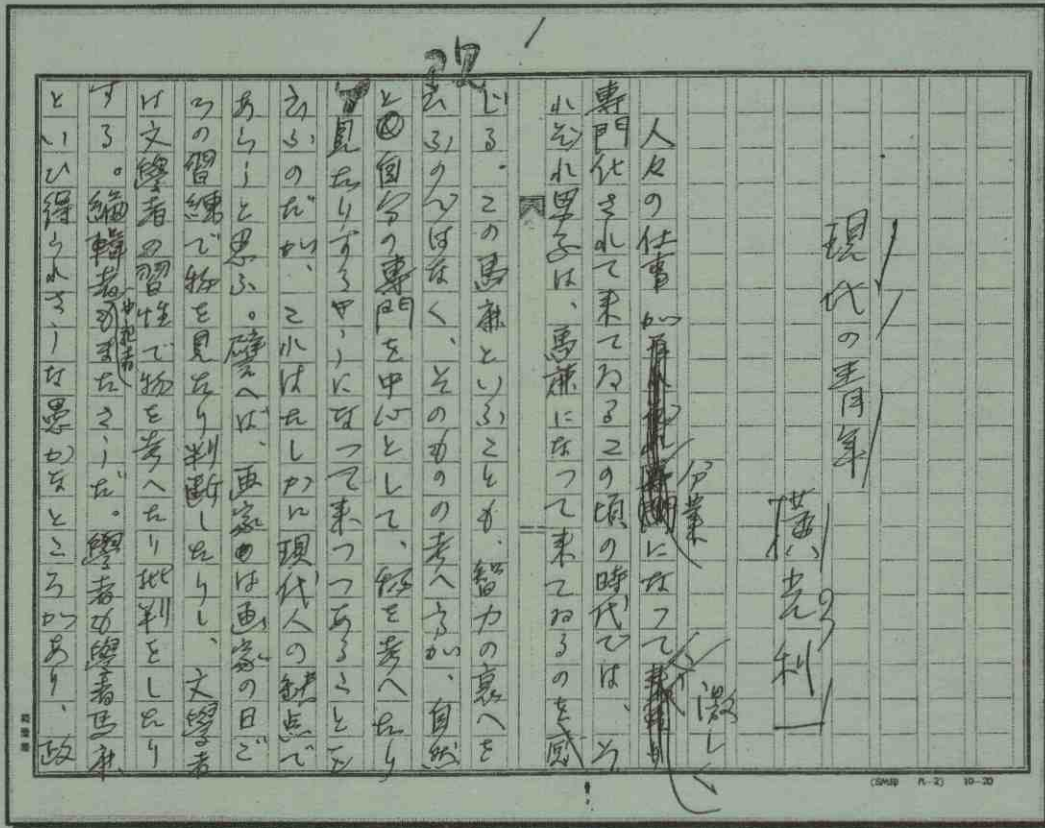 現代の青年
横光利一
人々の仕事が分業になつて激しく
専門化されて来てゐるこの頃の時代では、そ
れぞれ男子は、馬鹿になつて来てゐるのを感
じる。この馬鹿といふことも、智力の衰へを
云ふのではなく、そのものの考へ方が、自然
と自分の専門を中心として、物を考へたり
見たりするやうになつて来つつあることを
云ふのだが、これはたしかに現代人の缺点で
あらうと思ふ。譬へば、画家は画家の目で
の習練で物を見たり判断したりし、文學者
は文學者の習性で物を考へたり批判をしたり
する。編輯者もまたさうだ。學者も學者馬鹿
といひ得られさうな愚かなところがあり、政
10-20